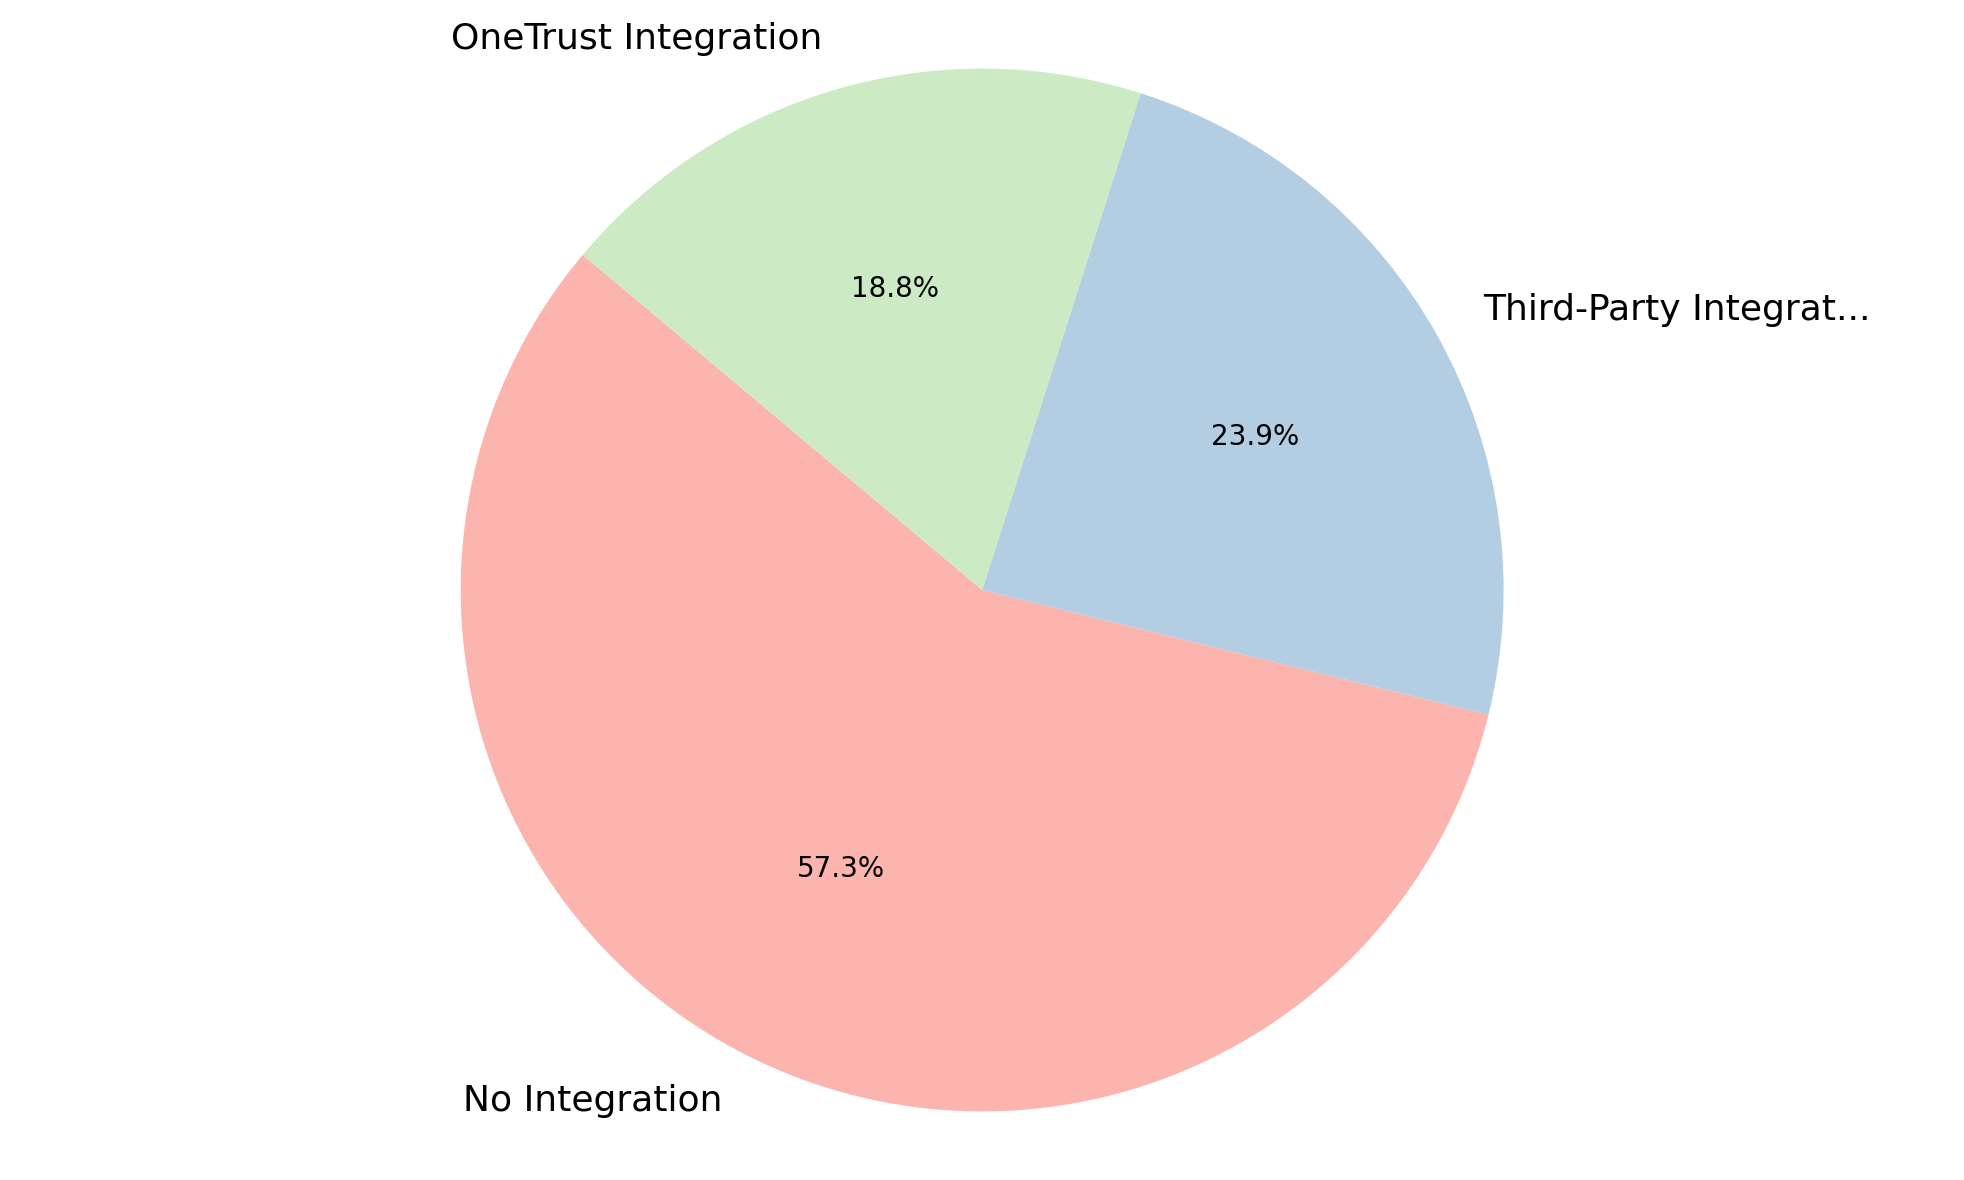 OneTrust Integration
18.8%
Third-Party Integrat...
23.9%
57.3%
No Integration